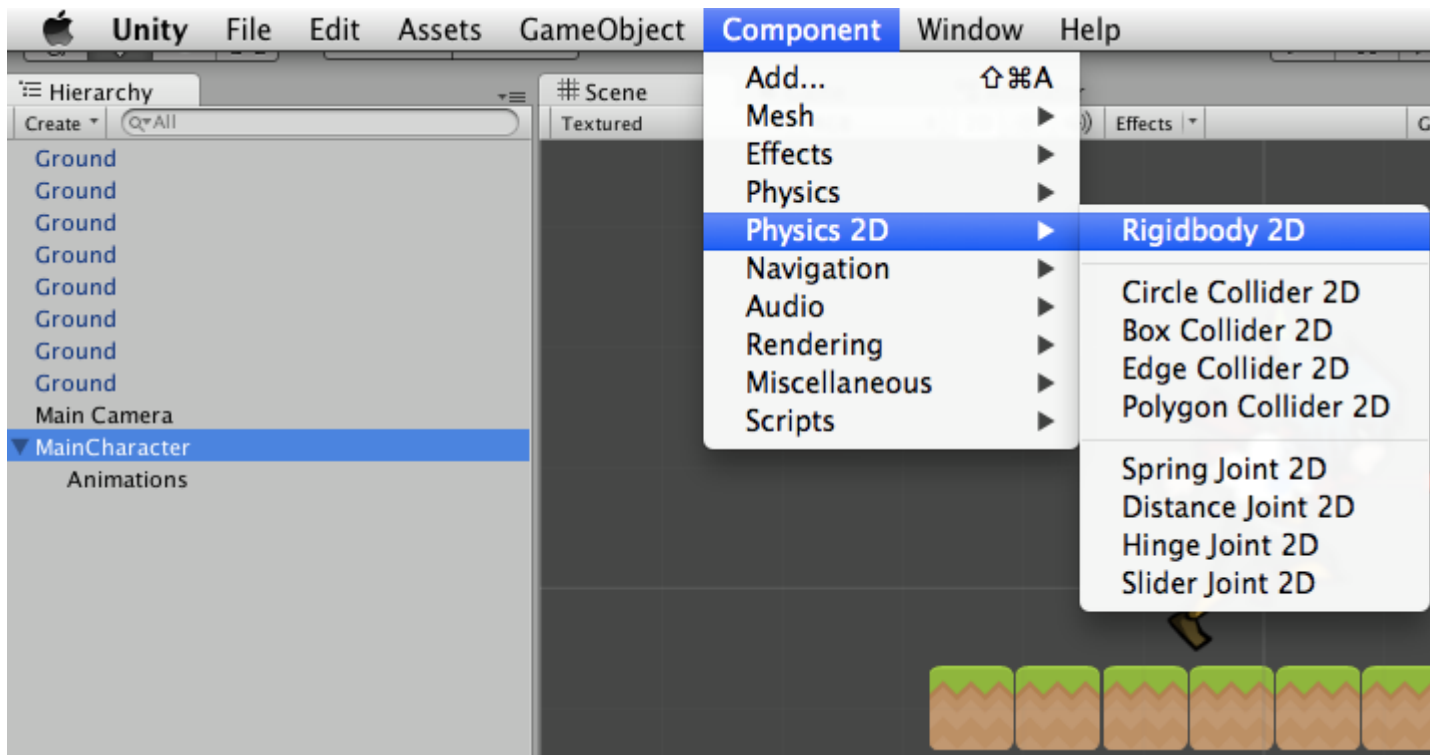 Unity File Edit Assets GameObject Component Window Help
Hierarchy
Create All
Ground
Ground
Ground
Ground
Ground
Ground
Ground
Ground
Main Camera
MainCharacter
Animations
# Scene
Textured
Effects
Add... ⇧⌘A
Mesh
Effects
Physics
Physics 2D
Navigation
Audio
Rendering
Miscellaneous
Scripts
Rigidbody 2D
Circle Collider 2D
Box Collider 2D
Edge Collider 2D
Polygon Collider 2D
Spring Joint 2D
Distance Joint 2D
Hinge Joint 2D
Slider Joint 2D